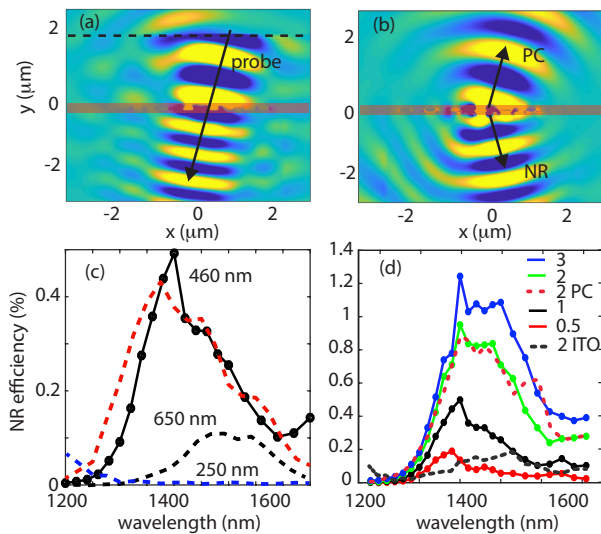 (a)
2
0
-2
y (μm)
probe
-2
0
2
x (μm)
(b)
2
0
-2
PC
NR
-2
0
2
x (μm)
(c)
0.4
0.2
0
NR efficiency (%)
460 nm
650 nm
250 nm
1200
1400
1600
wavelength (nm)
(d)
1.4
1.2
1
0.8
0.6
0.4
0.2
0
3
2
2 PC
1
0.5
2 ITO
1200
1400
1600
wavelength (nm)